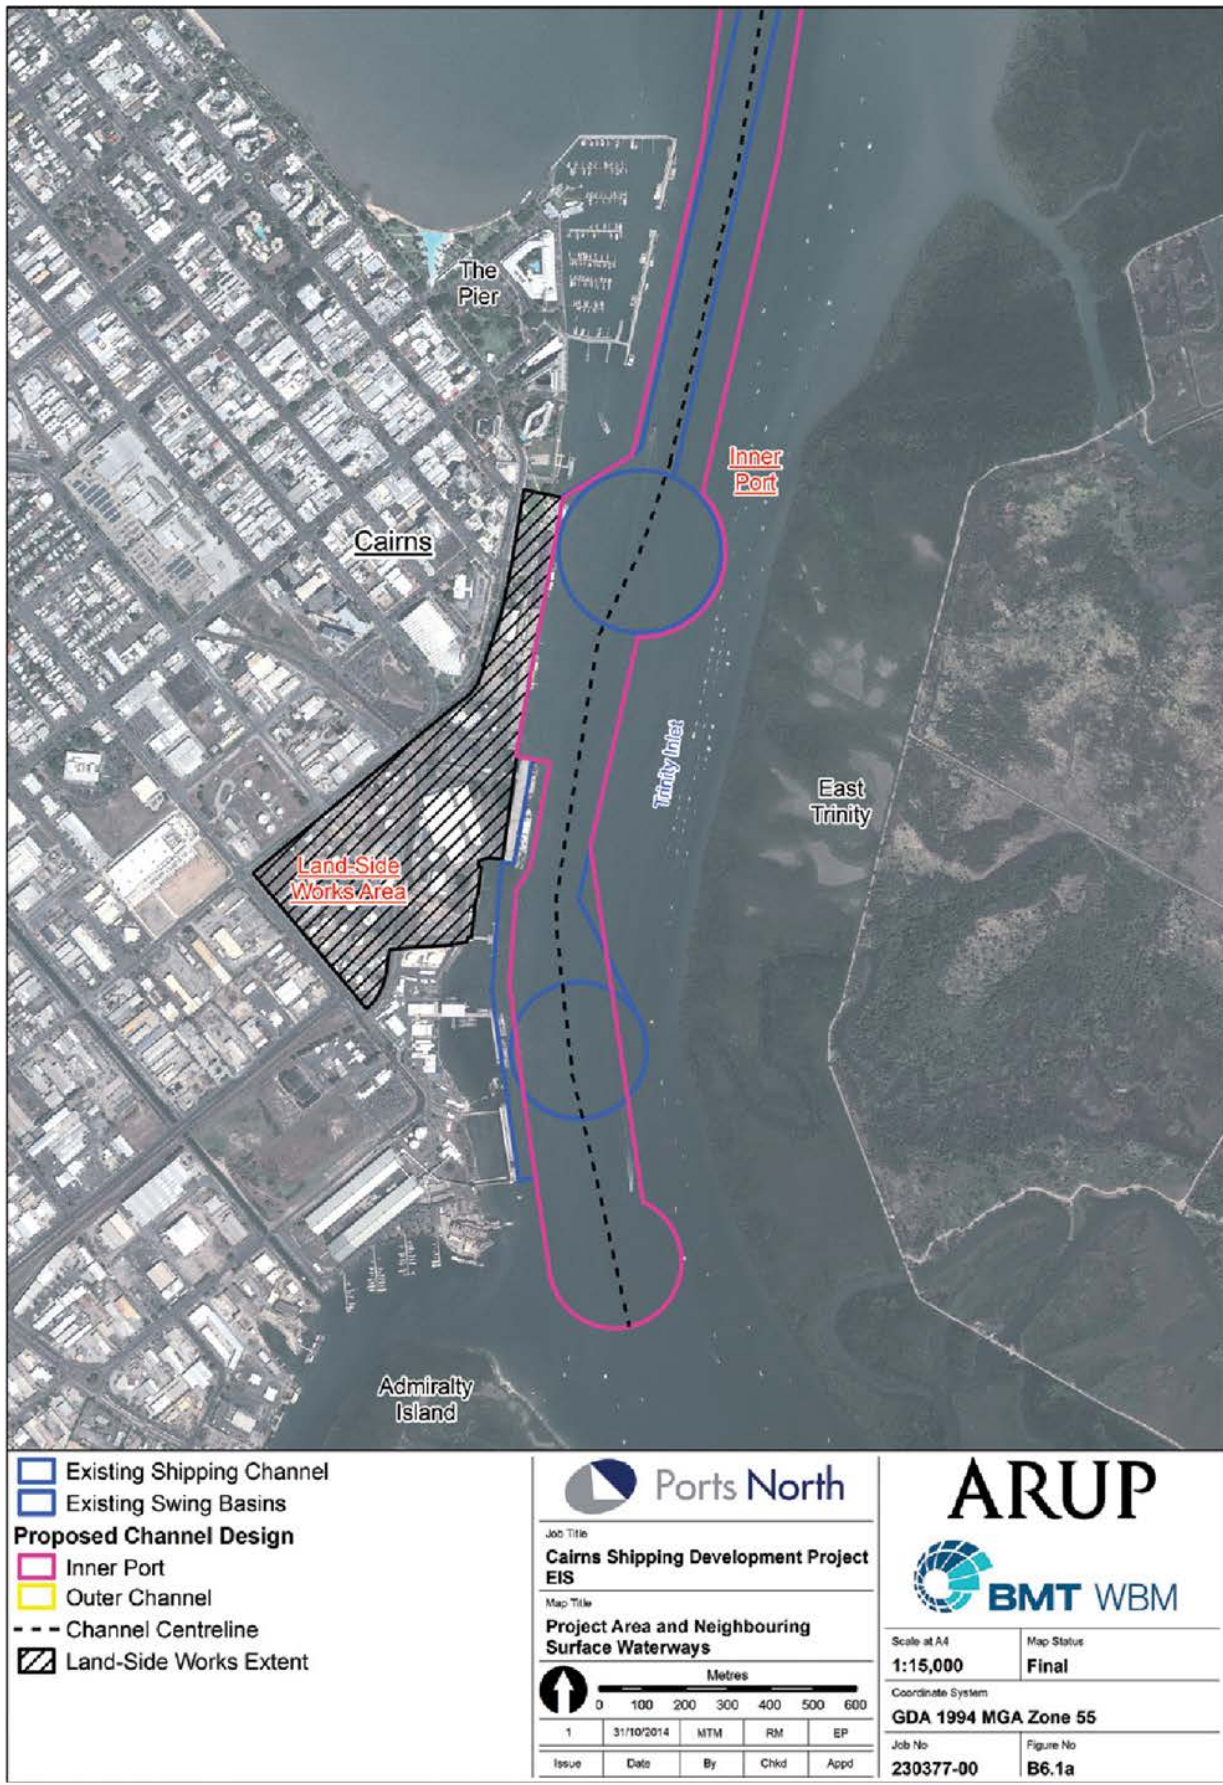 The
Pier
Inner
Port
Cairns
Trinity Inlet
East
Trinity
Land-Side
Works Area
Admiralty
Island
Existing Shipping Channel
Existing Swing Basins
Proposed Channel Design
Inner Port
Outer Channel
Channel Centreline
Land-Side Works Extent
Ports North
Job Title
Cairns Shipping Development Project
EIS
Map Title
Project Area and Neighbouring
Surface Waterways
Metres
0 100 200 300 400 500 600
1 31/10/2014 MTM RM EP
Issue Date By Chkd Appd
ARUP
BMT WBM
Scale at A4 Map Status
1:15,000 Final
Coordinate System
GDA 1994 MGA Zone 55
Job No Figure No
230377-00 B6.1a